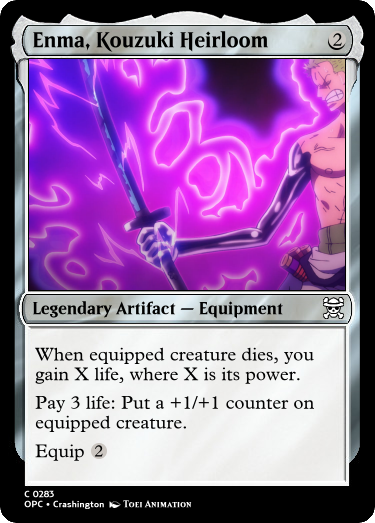 Enma, Kouzuki Heirloom 2
Legendary Artifact — Equipment
When equipped creature dies, you
gain X life, where X is its power.
Pay 3 life: Put a +1/+1 counter on
equipped creature.
Equip 2
C 0283
OPC • Crashington Toei Animation